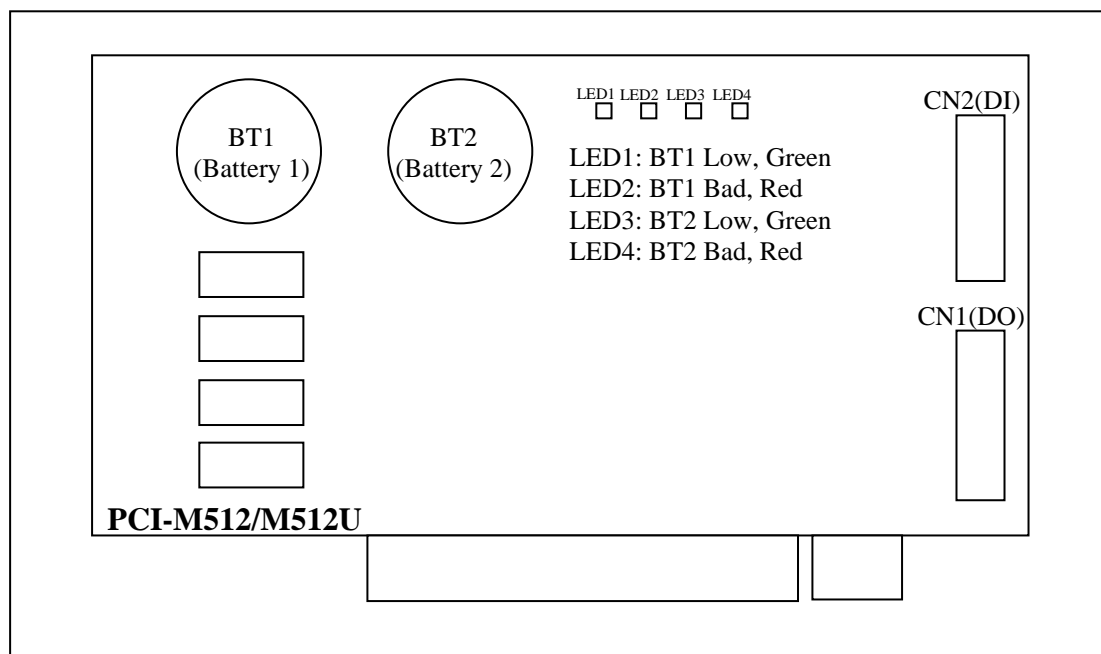 LED1 LED2 LED3 LED4
CN2(DI)
BT1
(Battery 1)
BT2
(Battery 2)
LED1: BT1 Low, Green
LED2: BT1 Bad, Red
LED3: BT2 Low, Green
LED4: BT2 Bad, Red
CN1(DO)
PCI-M512/M512U